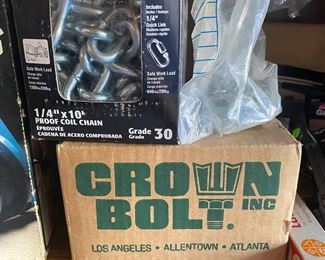 Includes
1/4"
Quick Link
Safe Work Load
Safe Work Load
1/4" x 10'
PROOF COIL CHAIN
ÉPROUVÉE
CADENA DE ACERO COMPROBADA
Grade 30
Grado
CROWN
BOLT INC
LOS ANGELES • ALLENTOWN • ATLANTA